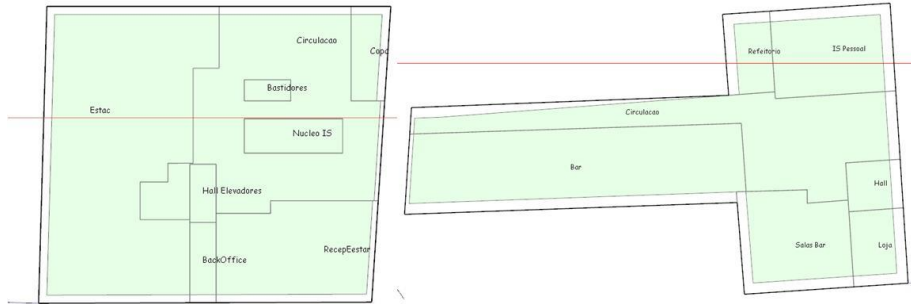 Circulacao
Copa
Bastidores
Estac
Nucleo IS
Hall Elevadores
RecepEestar
BackOffice
Refeitorio
IS Pessoal
Circulacao
Bar
Hall
Salas Bar
Loja